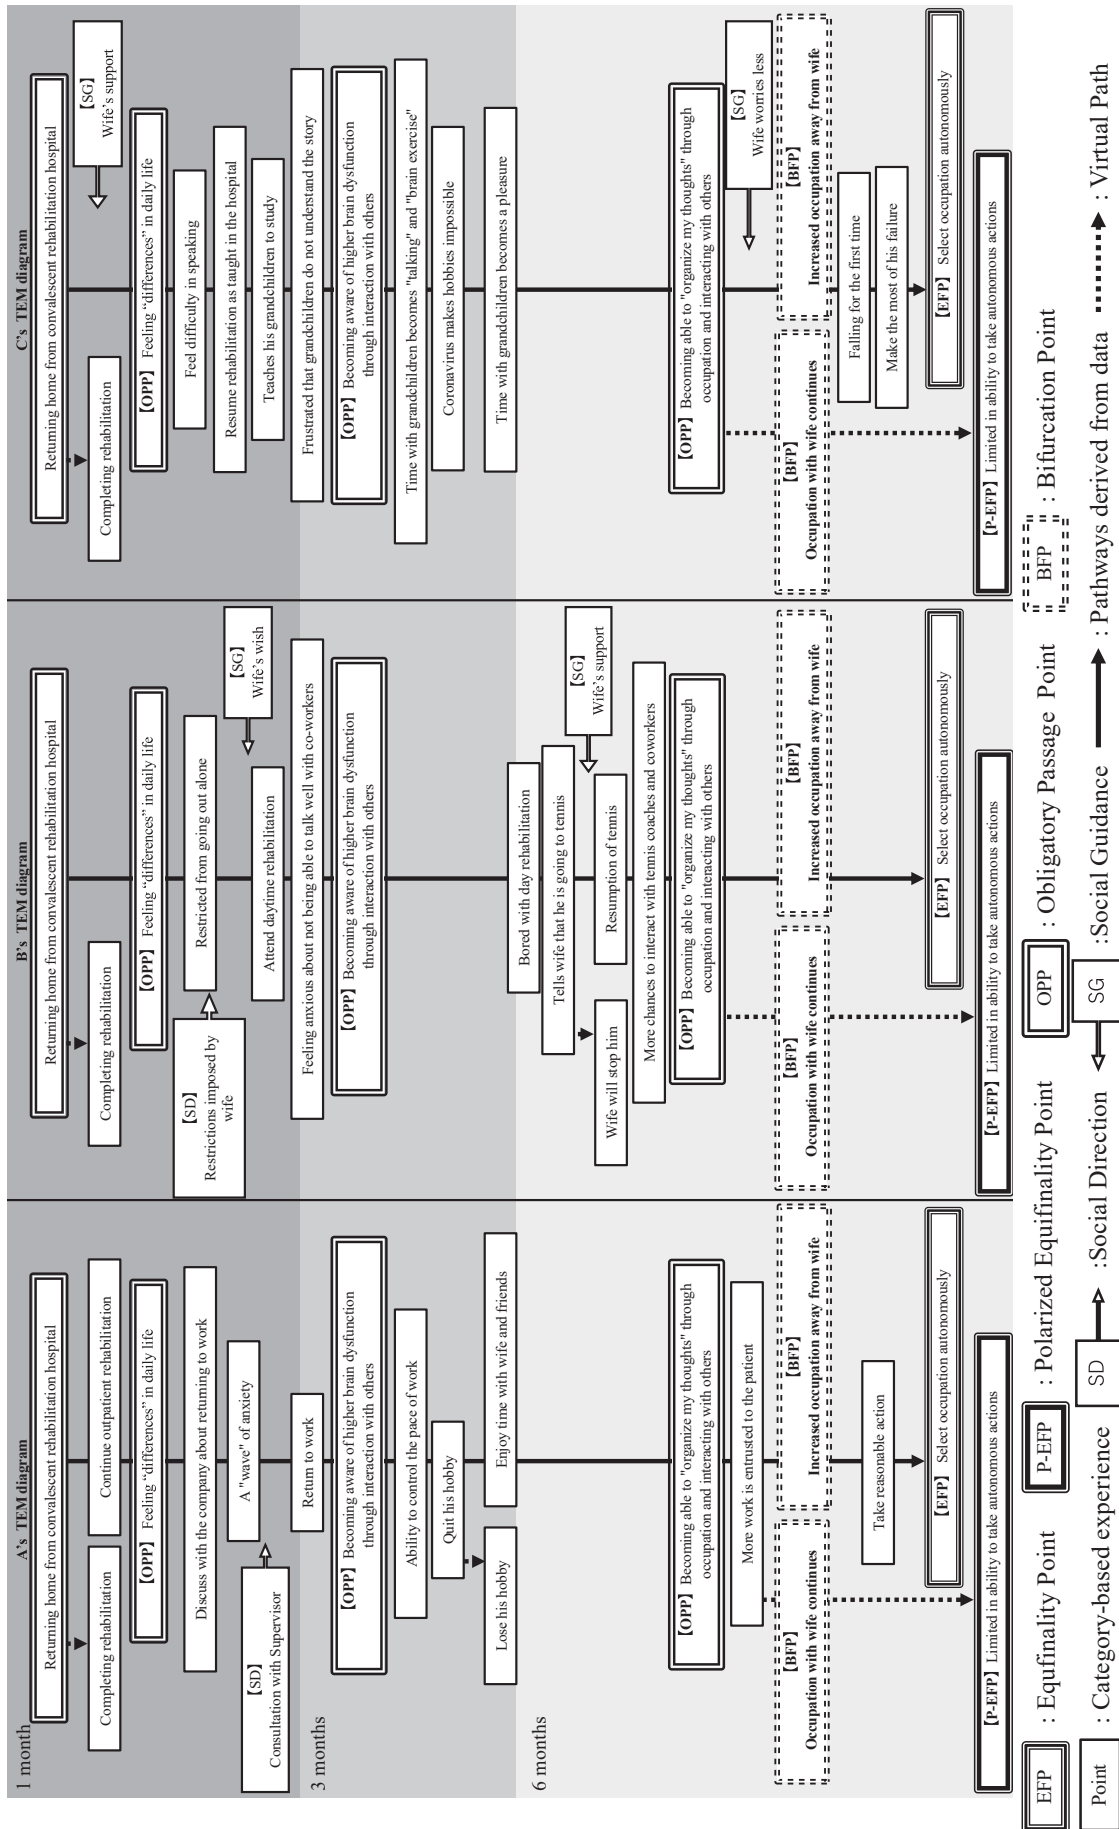 A's TEM diagram
1 month
Returning home from convalescent rehabilitation hospital
Completing rehabilitation
Continue outpatient rehabilitation
【OPP】 Feeling “differences” in daily life
Discuss with the company about returning to work
A "wave" of anxiety
【SD】
Consultation with Supervisor
3 months
Return to work
【OPP】 Becoming aware of higher brain dysfunction
through interaction with others
Ability to control the pace of work
Quit his hobby
Lose his hobby
Enjoy time with wife and friends
6 months
【OPP】 Becoming able to "organize my thoughts" through
occupation and interacting with others
More work is entrusted to the patient
【BFP】
Occupation with wife continues
【BFP】
Increased occupation away from wife
Take reasonable action
【EFP】 Select occupation autonomously
【P-EFP】 Limited in ability to take autonomous actions
B's TEM diagram
Returning home from convalescent rehabilitation hospital
Completing rehabilitation
【OPP】 Feeling “differences” in daily life
【SD】
Restrictions imposed by
wife
Restricted from going out alone
【SG】
Wife's wish
Attend daytime rehabilitation
Feeling anxious about not being able to talk well with co-workers
【OPP】 Becoming aware of higher brain dysfunction
through interaction with others
Bored with day rehabilitation
Tells wife that he is going to tennis
【SG】
Wife's support
Wife will stop him
Resumption of tennis
More chances to interact with tennis coaches and coworkers
【OPP】 Becoming able to "organize my thoughts" through
occupation and interacting with others
【BFP】
Occupation with wife continues
【BFP】
Increased occupation away from wife
【EFP】 Select occupation autonomously
【P-EFP】 Limited in ability to take autonomous actions
C's TEM diagram
Returning home from convalescent rehabilitation hospital
【SG】
Wife's support
Completing rehabilitation
【OPP】 Feeling “differences” in daily life
Feel difficulty in speaking
Resume rehabilitation as taught in the hospital
Teaches his grandchildren to study
Frustrated that grandchildren do not understand the story
【OPP】 Becoming aware of higher brain dysfunction
through interaction with others
Time with grandchildren becomes "talking" and "brain exercise"
Coronavirus makes hobbies impossible
Time with grandchildren becomes a pleasure
【OPP】 Becoming able to "organize my thoughts" through
occupation and interacting with others
【SG】
Wife worries less
【BFP】
Occupation with wife continues
【BFP】
Increased occupation away from wife
Falling for the first time
Make the most of his failure
【EFP】 Select occupation autonomously
【P-EFP】 Limited in ability to take autonomous actions
EFP : Equfinality Point
P-EFP : Polarized Equifinality Point
OPP : Obligatory Passage Point
BFP : Bifurcation Point
Point : Category-based experience
SD :Social Direction
SG :Social Guidance
: Pathways derived from data
: Virtual Path